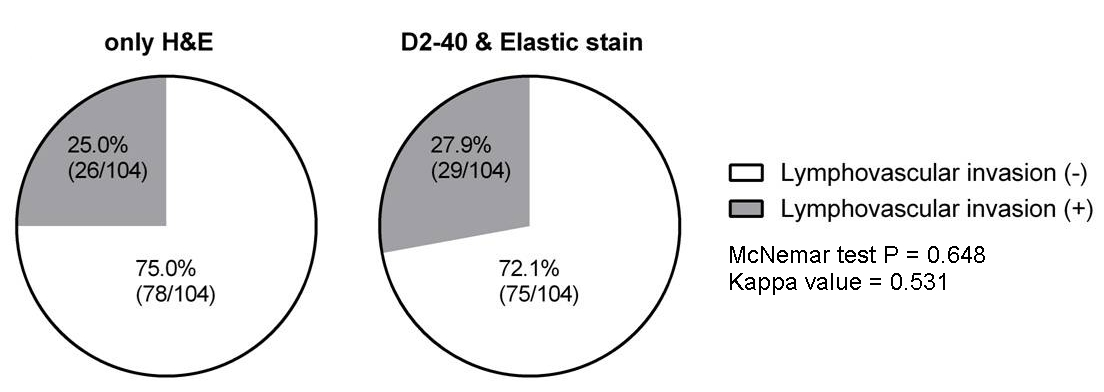 only H&E
25.0%
(26/104)
75.0%
(78/104)
D2-40 & Elastic stain
27.9%
(29/104)
72.1%
(75/104)
Lymphovascular invasion (-)
Lymphovascular invasion (+)
McNemar test P = 0.648
Kappa value = 0.531